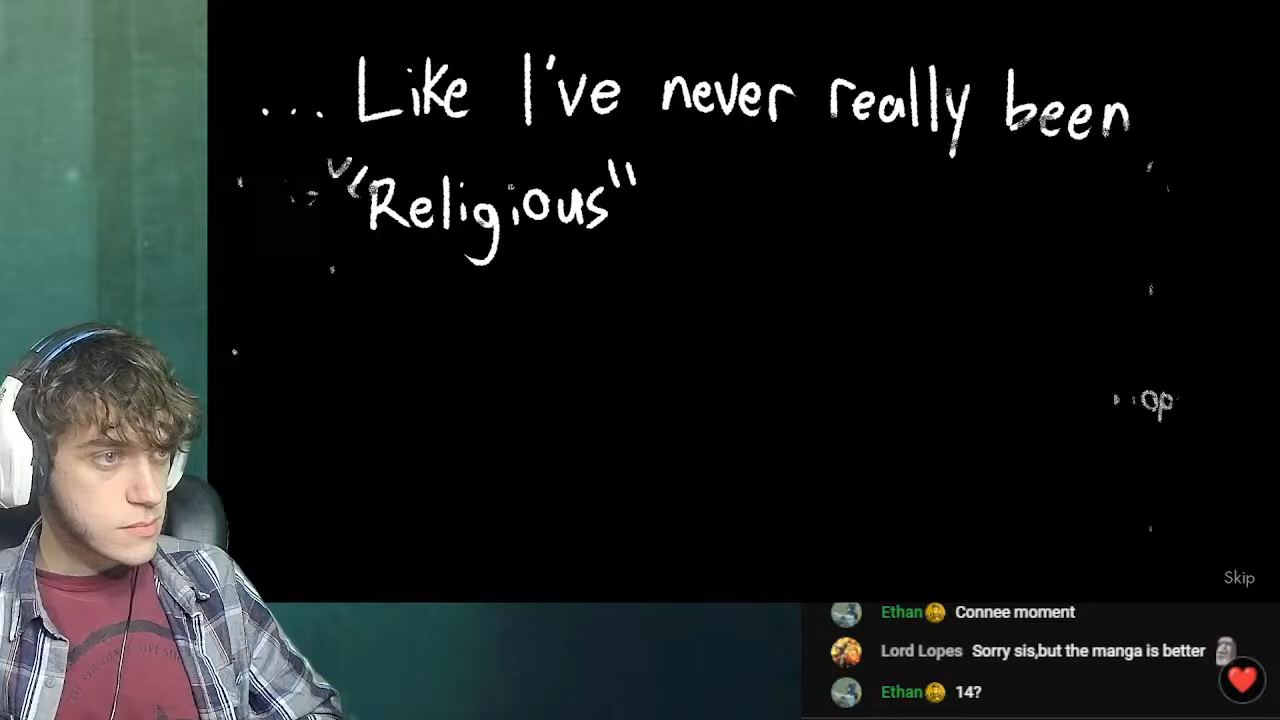 ... Like I've never really been
"Religious"
op
Skip
Ethan Connee moment
Lord Lopes Sorry sis,but the manga is better
Ethan 14?